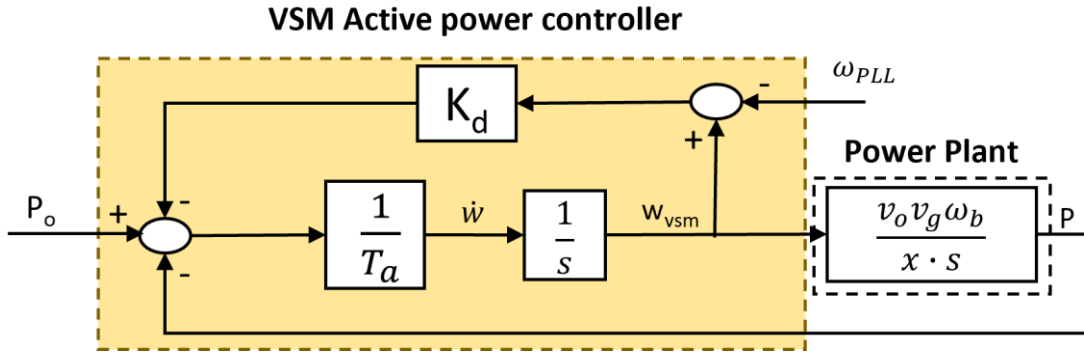 VSM Active power controller
K_d
-
ω_PLL
+
Power Plant
P_o
+
-
1
T_a
ẇ
1
s
w_vsm
v_o v_g ω_b
x · s
P
-